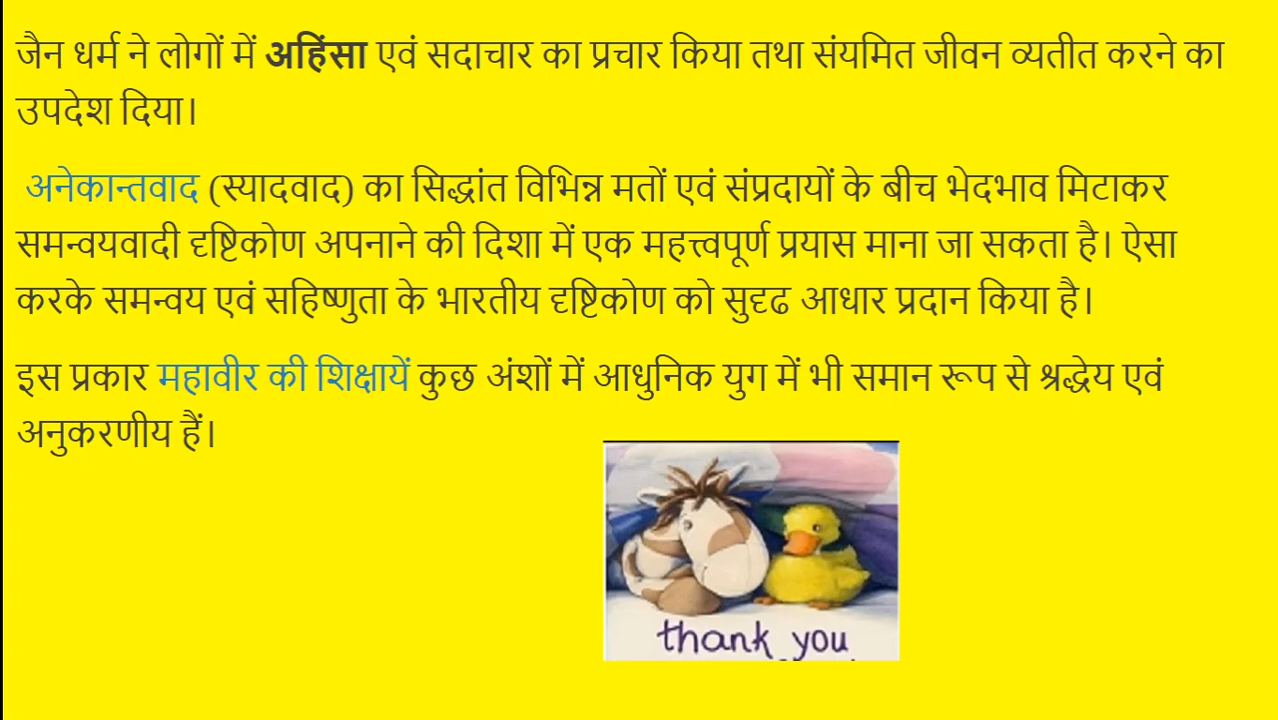 जैन धर्म ने लोगों में अहिंसा एवं सदाचार का प्रचार किया तथा संयमित जीवन व्यतीत करने का
उपदेश दिया।
अनेकान्तवाद (स्यादवाद) का सिद्धांत विभिन्न मतों एवं संप्रदायों के बीच भेदभाव मिटाकर
समन्वयवादी दृष्टिकोण अपनाने की दिशा में एक महत्त्वपूर्ण प्रयास माना जा सकता है। ऐसा
करके समन्वय एवं सहिष्णुता के भारतीय दृष्टिकोण को सुदृढ आधार प्रदान किया है।
इस प्रकार महावीर की शिक्षायें कुछ अंशों में आधुनिक युग में भी समान रूप से श्रद्धेय एवं
अनुकरणीय हैं।
thank you